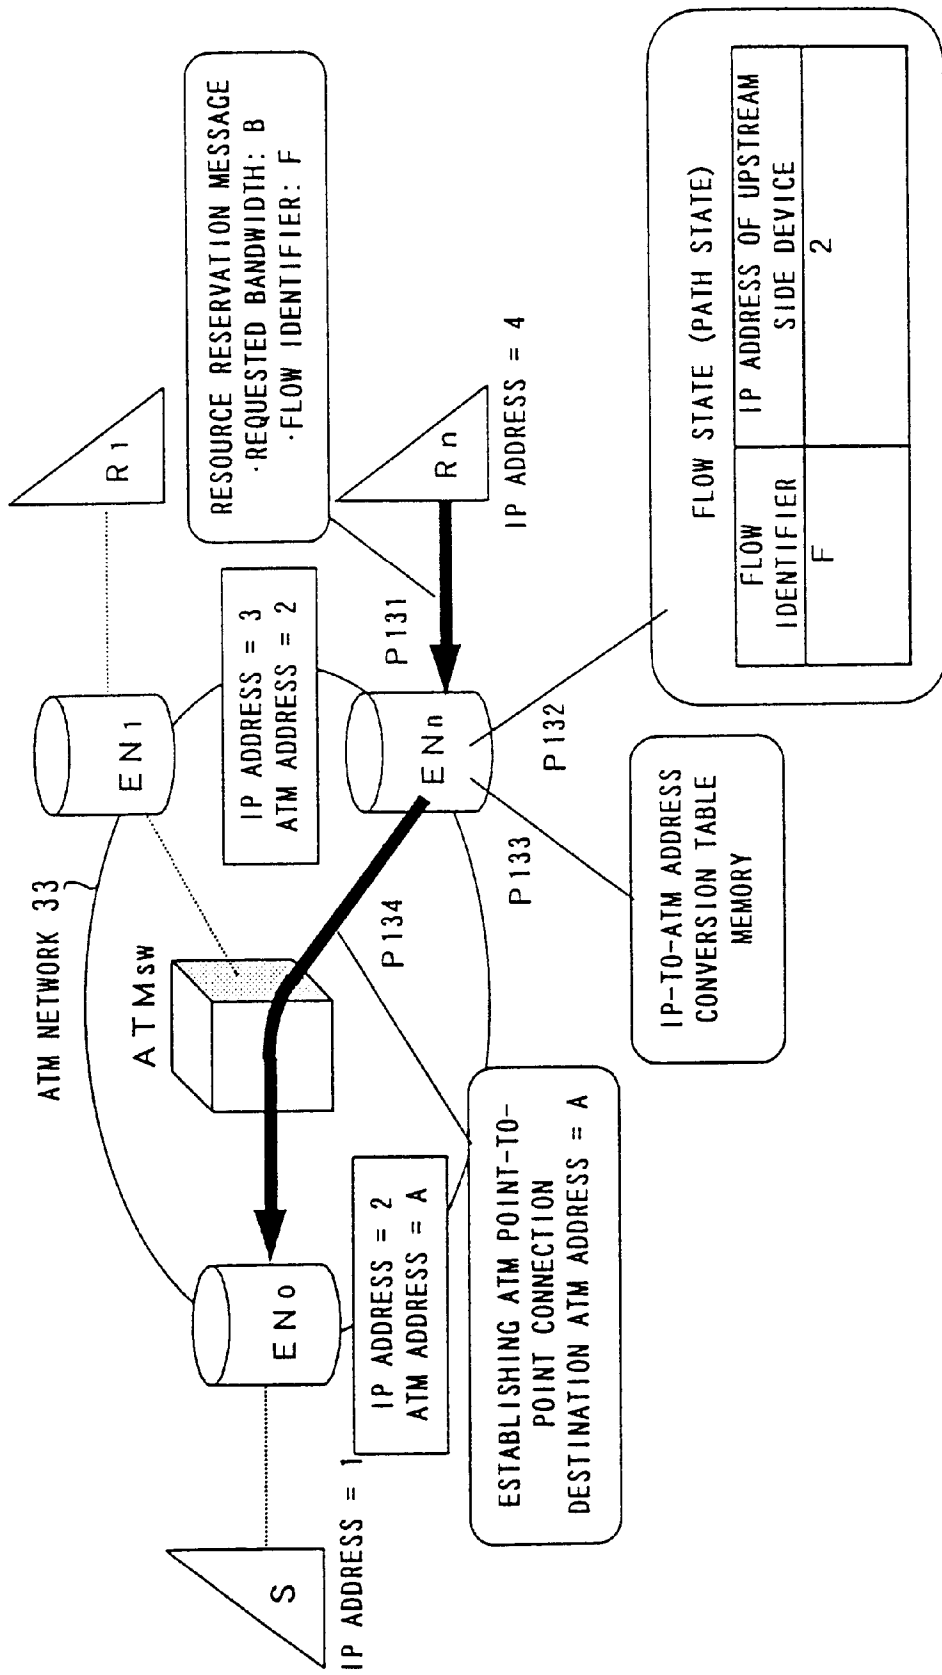 ATM NETWORK 33
R1
EN1
ATMSW
RESOURCE RESERVATION MESSAGE
·REQUESTED BANDWIDTH: B
·FLOW IDENTIFIER: F
IP ADDRESS = 3
ATM ADDRESS = 2
P131
Rn
IP ADDRESS = 4
ENn
P134
EN0
S
IP ADDRESS = 1
IP ADDRESS = 2
ATM ADDRESS = A
P133
P132
ESTABLISHING ATM POINT-TO-
POINT CONNECTION
DESTINATION ATM ADDRESS = A
IP-TO-ATM ADDRESS
CONVERSION TABLE
MEMORY
FLOW STATE (PATH STATE)
FLOW
IDENTIFIER
IP ADDRESS OF UPSTREAM
SIDE DEVICE
F
2